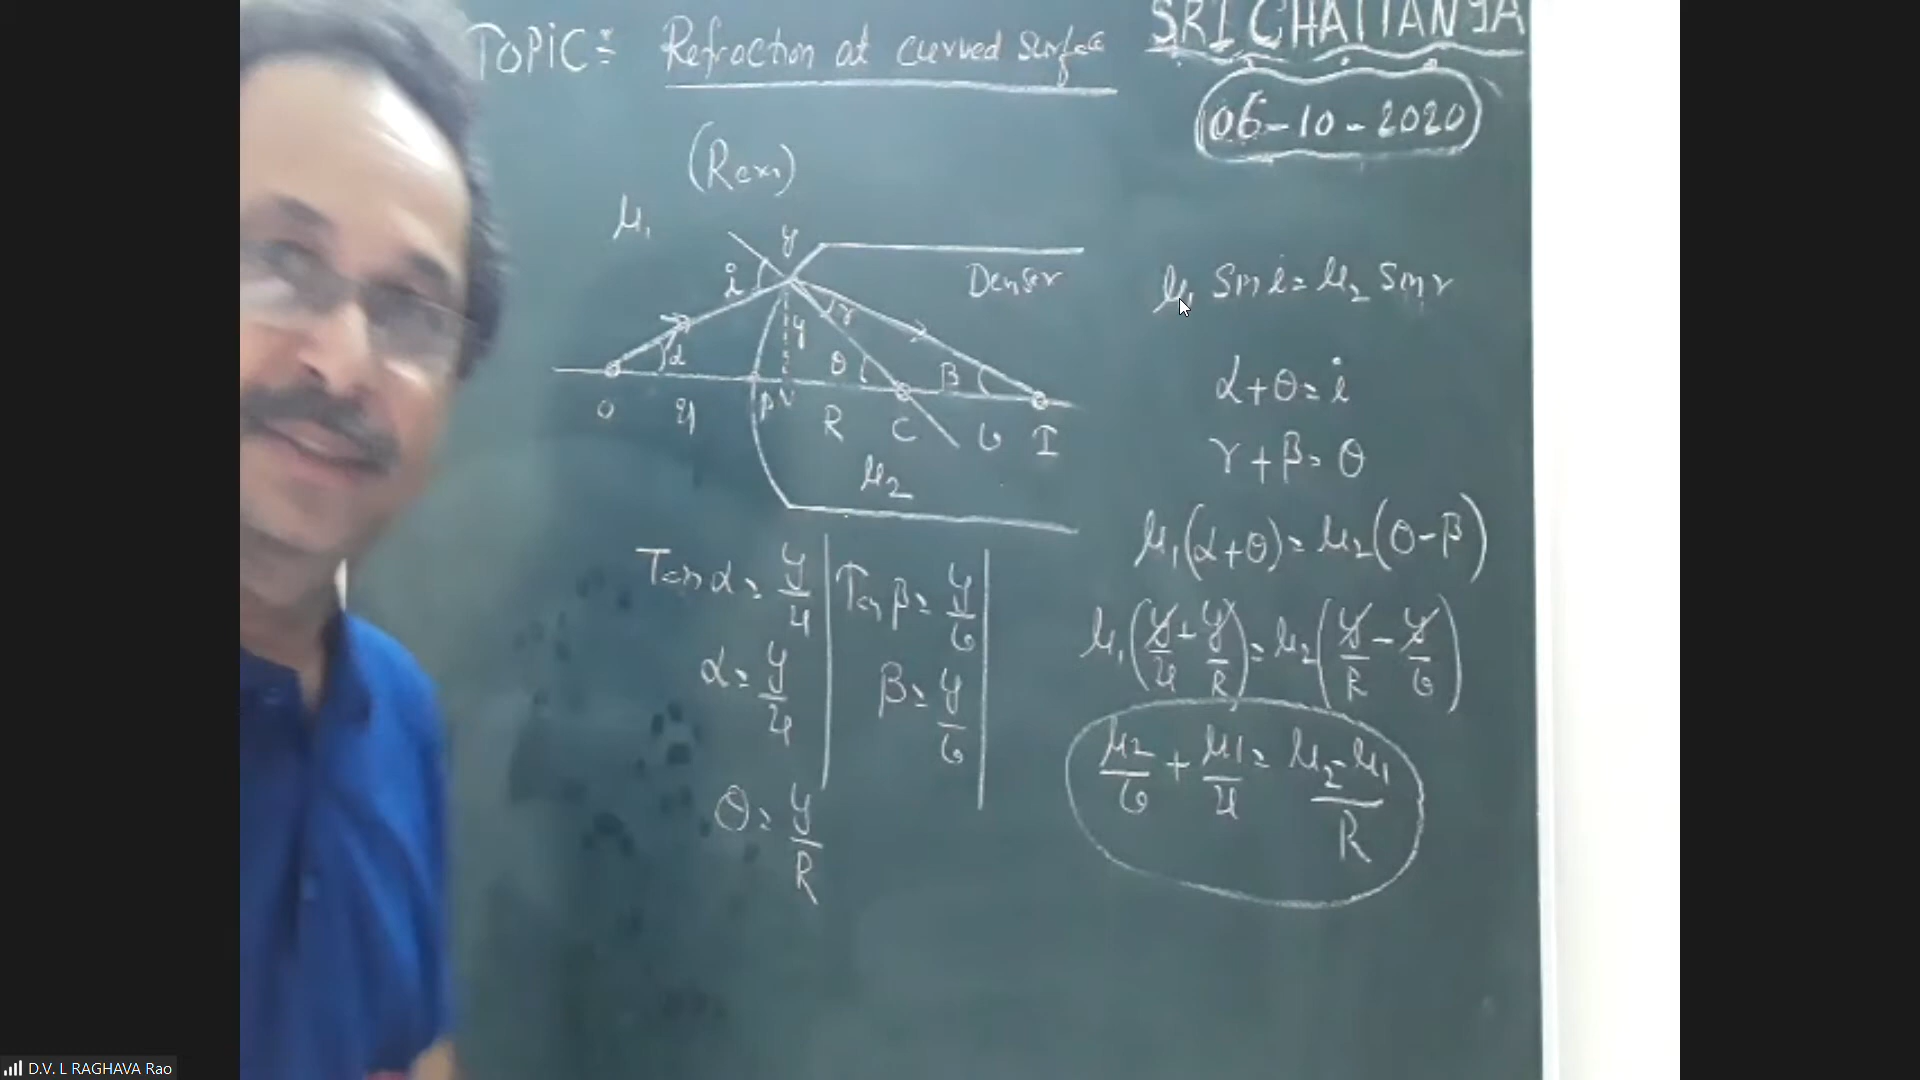 TOPIC:- Refraction at curved surface
SRI CHAITANYA
06-10-2020
(Rexn)
μ₁
y
i
Denser
r
y
α
θ
β
O
u
P
N
R
C
v
I
μ₂
Tan α = y/u
Tan β = y/v
α = y/u
β = y/v
θ = y/R
μ₁ Sin i = μ₂ Sin r
α + θ = i
r + β = θ
μ₁(α + θ) = μ₂(θ - β)
μ₁(y/u + y/R) = μ₂(y/R - y/v)
μ₂/v + μ₁/u = μ₂-μ₁/R
D.V. L RAGHAVA Rao